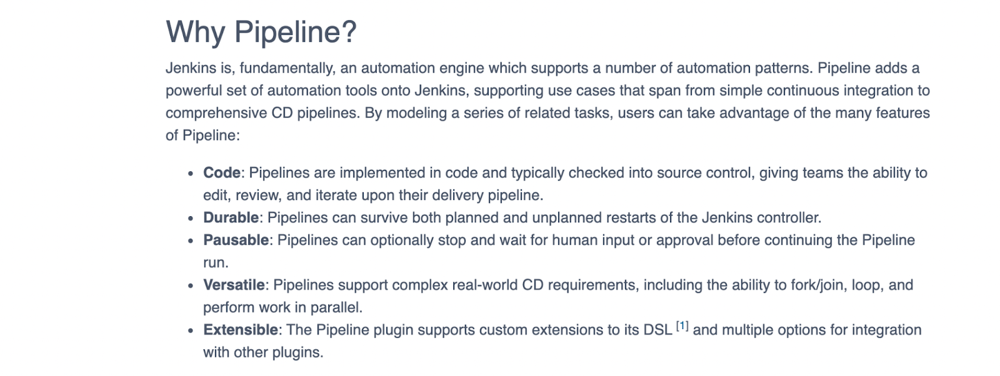 Why Pipeline?
Jenkins is, fundamentally, an automation engine which supports a number of automation patterns. Pipeline adds a
powerful set of automation tools onto Jenkins, supporting use cases that span from simple continuous integration to
comprehensive CD pipelines. By modeling a series of related tasks, users can take advantage of the many features
of Pipeline:
• Code: Pipelines are implemented in code and typically checked into source control, giving teams the ability to
edit, review, and iterate upon their delivery pipeline.
• Durable: Pipelines can survive both planned and unplanned restarts of the Jenkins controller.
• Pausable: Pipelines can optionally stop and wait for human input or approval before continuing the Pipeline
run.
• Versatile: Pipelines support complex real-world CD requirements, including the ability to fork/join, loop, and
perform work in parallel.
• Extensible: The Pipeline plugin supports custom extensions to its DSL [1] and multiple options for integration
with other plugins.